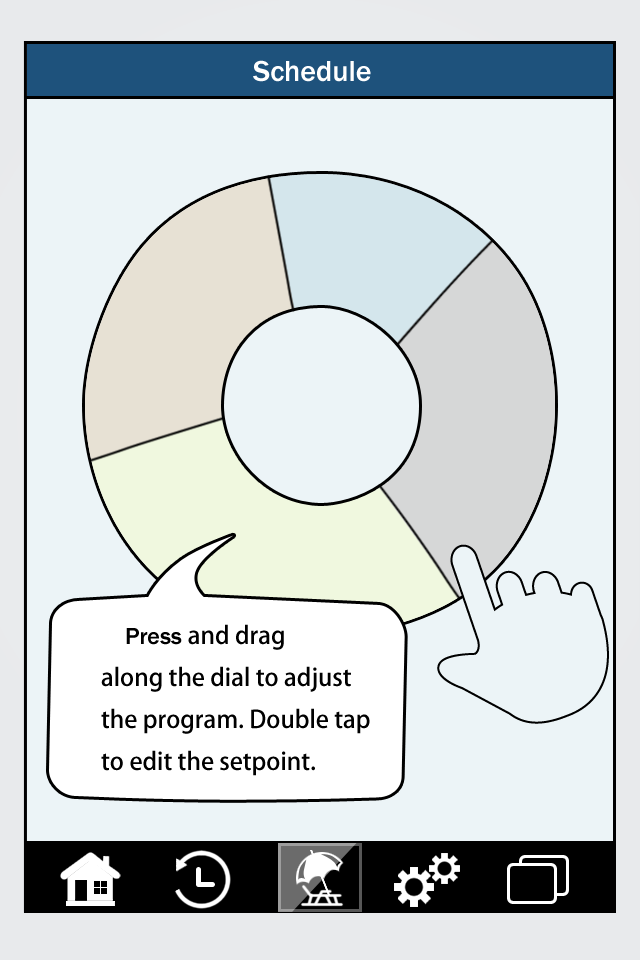 Schedule
Press and drag
along the dial to adjust
the program. Double tap
to edit the setpoint.